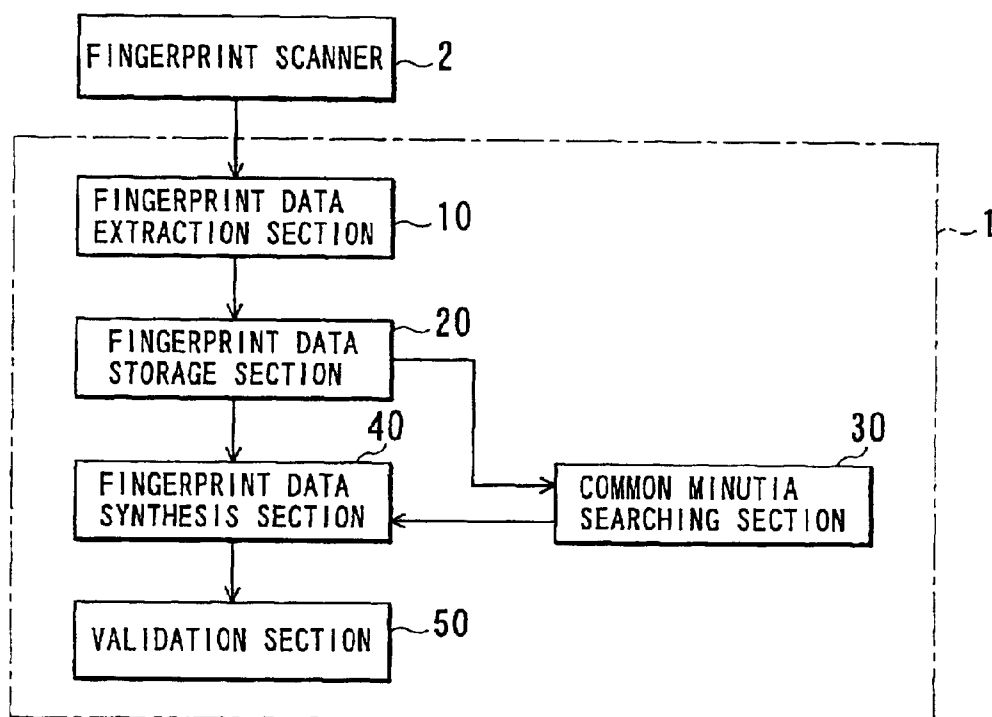 FINGERPRINT SCANNER
2
FINGERPRINT DATA
EXTRACTION SECTION
10
1
20
FINGERPRINT DATA
STORAGE SECTION
40
FINGERPRINT DATA
SYNTHESIS SECTION
30
COMMON MINUTIA
SEARCHING SECTION
VALIDATION SECTION
50